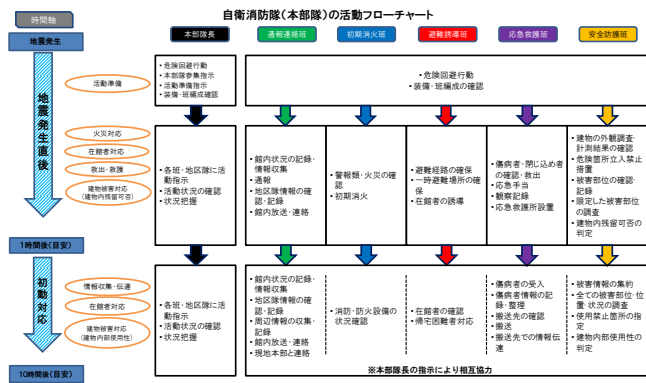 自衛消防隊(本部隊)の活動フローチャート
時間軸
地震発生
本部隊長
通報連絡班
初期消火班
避難誘導班
応急救護班
安全防護班
地震発生直後
活動準備
・危険回避行動
・本部隊参集指示
・活動準備指示
・装備・班編成確認
・危険回避行動
・装備・班編成の確認
火災対応
在館者対応
救出・救護
建物被害対応
(建物内残留可否)
・各班・地区隊に活
動指示
・活動状況の確認
・状況把握
・館内状況の記録・
情報収集
・通報
・地区隊情報の確
認・記録
・館内放送・連絡
・警報類・火災の確
認
・初期消火
・避難経路の確保
・一時避難場所の確
保
・在館者の誘導
・傷病者・閉じ込め者
の確認・救出
・応急手当
・観察記録
・応急救護所設置
・建物の外観調査・
計測結果の確認
・危険箇所立入禁止
措置
・被害部位の確認・
記録
・限定した被害部位
の調査
・建物内残留可否の
判定
1時間後(目安)
初動対応
情報収集・伝達
在館者対応
建物被害対応
(建物内部使用性)
・各班・地区隊に活
動指示
・活動状況の確認
・状況把握
・館内状況の記録・
情報収集
・地区隊情報の確
認・記録
・周辺情報の収集・
記録
・館内放送・連絡
・現地本部と連絡
・消防・防火設備の
状況確認
・在館者の確認
・帰宅困難者対応
・傷病者の受入
・傷病者情報の記
録・整理
・搬送先の確認
・搬送
・搬送先での情報伝
達
・被害情報の集約
・全ての被害部位・位
置・状況の調査
・使用禁止箇所の指
定
・建物内部使用性の
判定
※本部隊長の指示により相互協力
10時間後(目安)